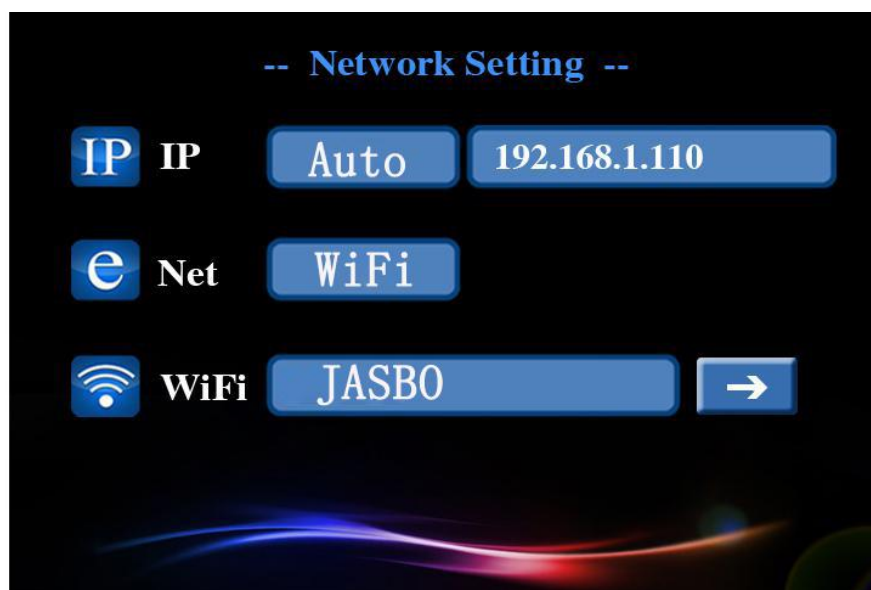 -- Network Setting --
IP IP Auto 192.168.1.110
e Net WiFi
WiFi JASBO